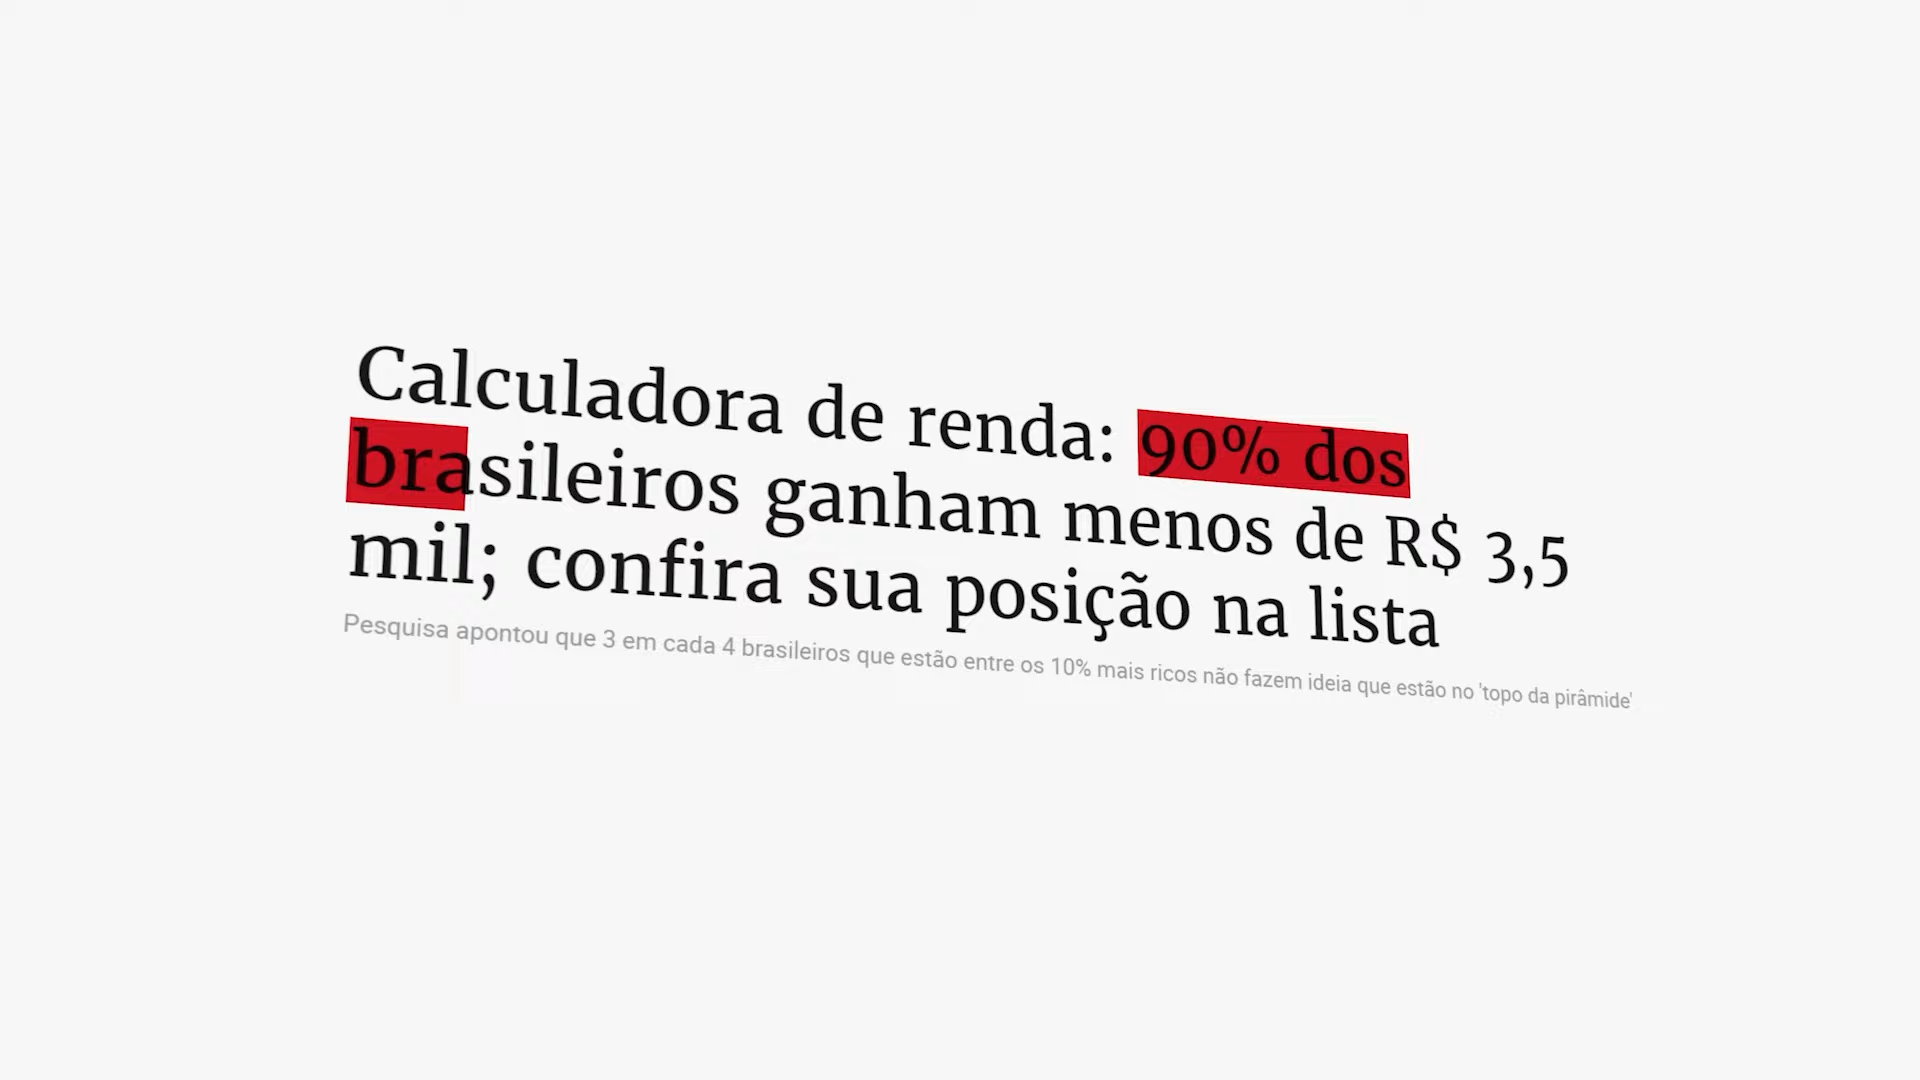 Calculadora de renda: 90% dos
brasileiros ganham menos de R$ 3,5
mil; confira sua posição na lista
Pesquisa apontou que 3 em cada 4 brasileiros que estão entre os 10% mais ricos não fazem ideia que estão no 'topo da pirâmide'